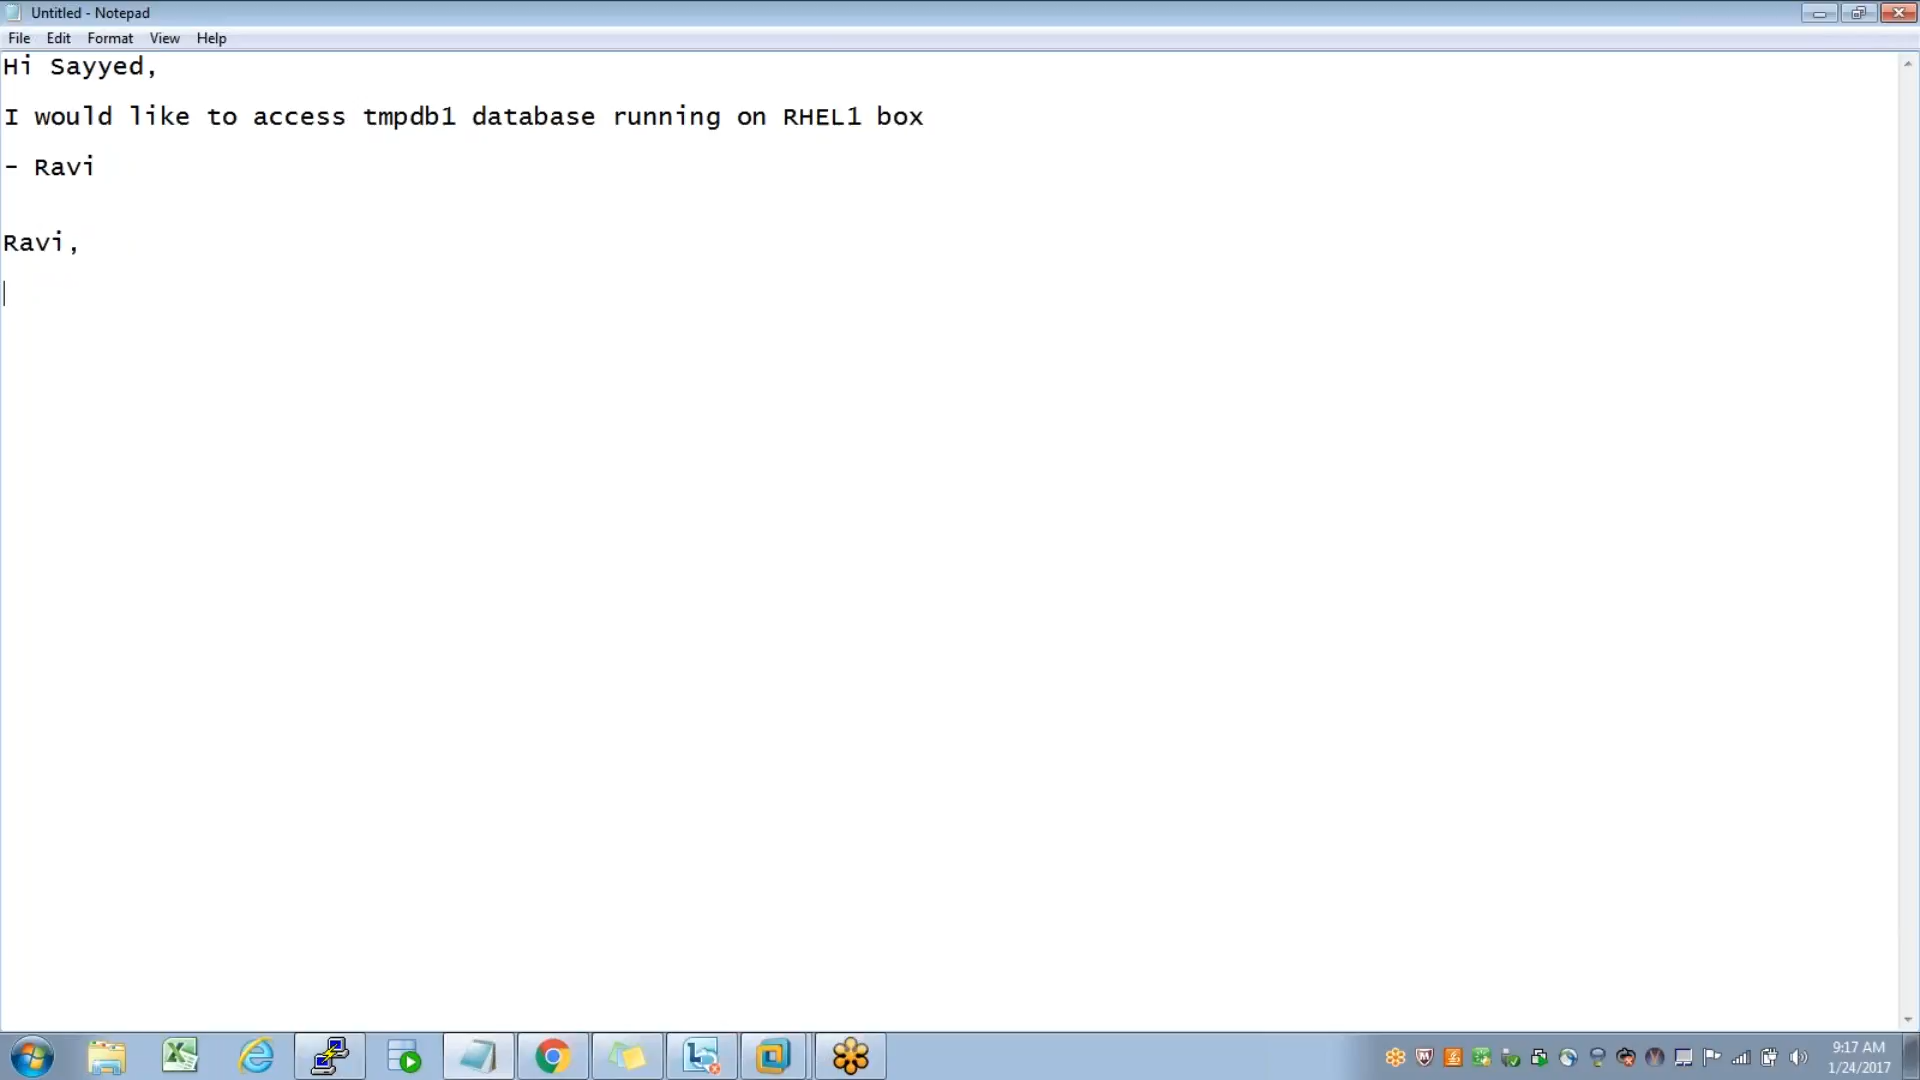 Untitled - Notepad
File Edit Format View Help
Hi Sayyed,
I would like to access tmpdb1 database running on RHEL1 box
- Ravi
Ravi,
9:17 AM
1/24/2017